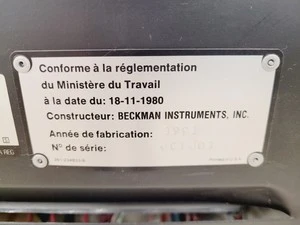 Conforme à la réglementation
du Ministère du Travail
à la date du: 18-11-1980
Constructeur: BECKMAN INSTRUMENTS, INC.
Année de fabrication:
N° de série: